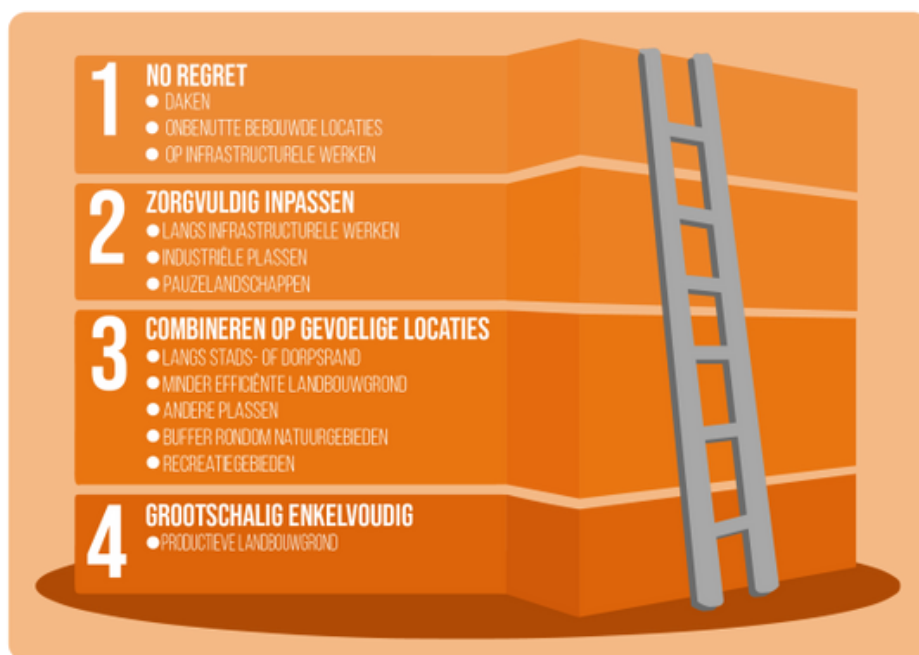 1
NO REGRET
● DAKEN
● ONBENUTTE BEBOUWDE LOCATIES
● OP INFRASTRUCTURELE WERKEN
2
ZORGVULDIG INPASSEN
● LANGS INFRASTRUCTURELE WERKEN
● INDUSTRIËLE PLASSEN
● PAUZELANDSCHAPPEN
3
COMBINEREN OP GEVOELIGE LOCATIES
● LANGS STADS- OF DORPSRAND
● MINDER EFFICIËNTE LANDBOUWGROND
● ANDERE PLASSEN
● BUFFER RONDOM NATUURGEBIEDEN
● RECREATIEGEBIEDEN
4
GROOTSCHALIG ENKELVOUDIG
● PRODUCTIEVE LANDBOUWGROND